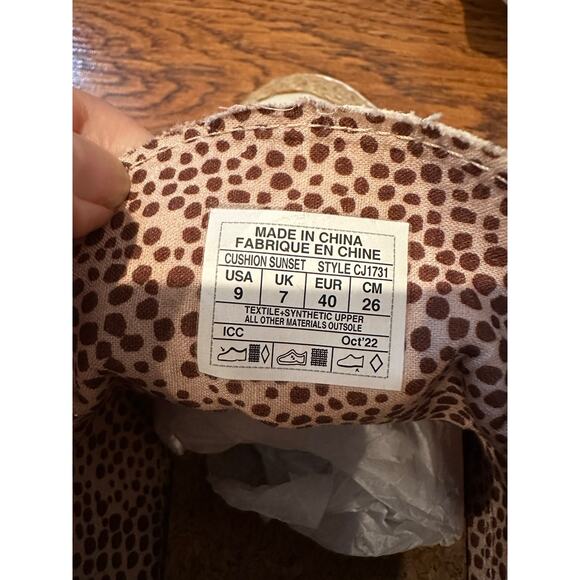 MADE IN CHINA
FABRIQUE EN CHINE
CUSHION SUNSET STYLE CJ1731
USA UK EUR CM
9 7 40 26
TEXTILE+SYNTHETIC UPPER
ALL OTHER MATERIALS OUTSOLE
ICC Oct'22